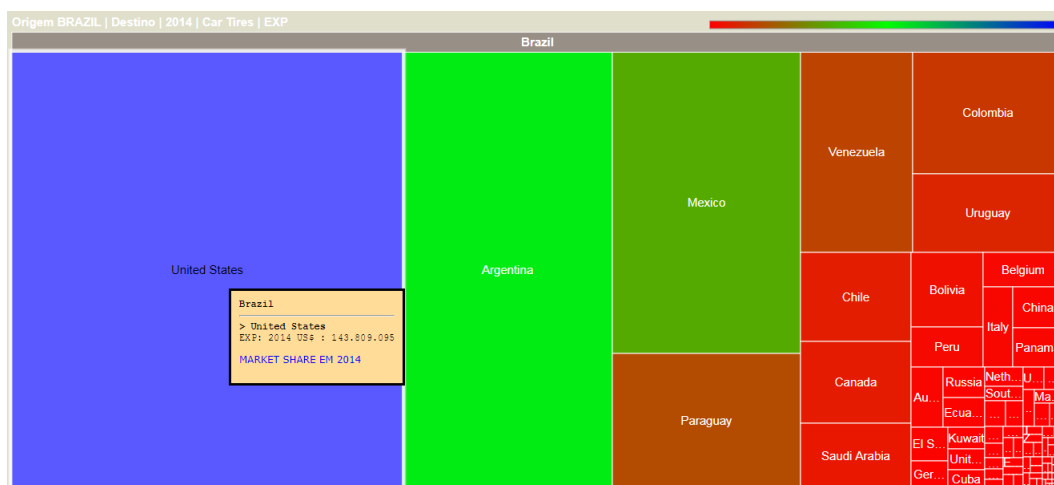 Origem BRAZIL | Destino | 2014 | Car Tires | EXP
Brazil
United States
Argentina
Mexico
Paraguay
Venezuela
Colombia
Uruguay
Chile
Canada
Saudi Arabia
Bolivia
Peru
Belgium
Italy
China
Panam
Au...
Russia
Ecua...
Neth...
U...
Sout...
Ma...
El S...
Kuwait
Unit...
Ger...
Cuba
Brazil
> United States
EXP: 2014 US$ : 143.809.095
MARKET SHARE EM 2014